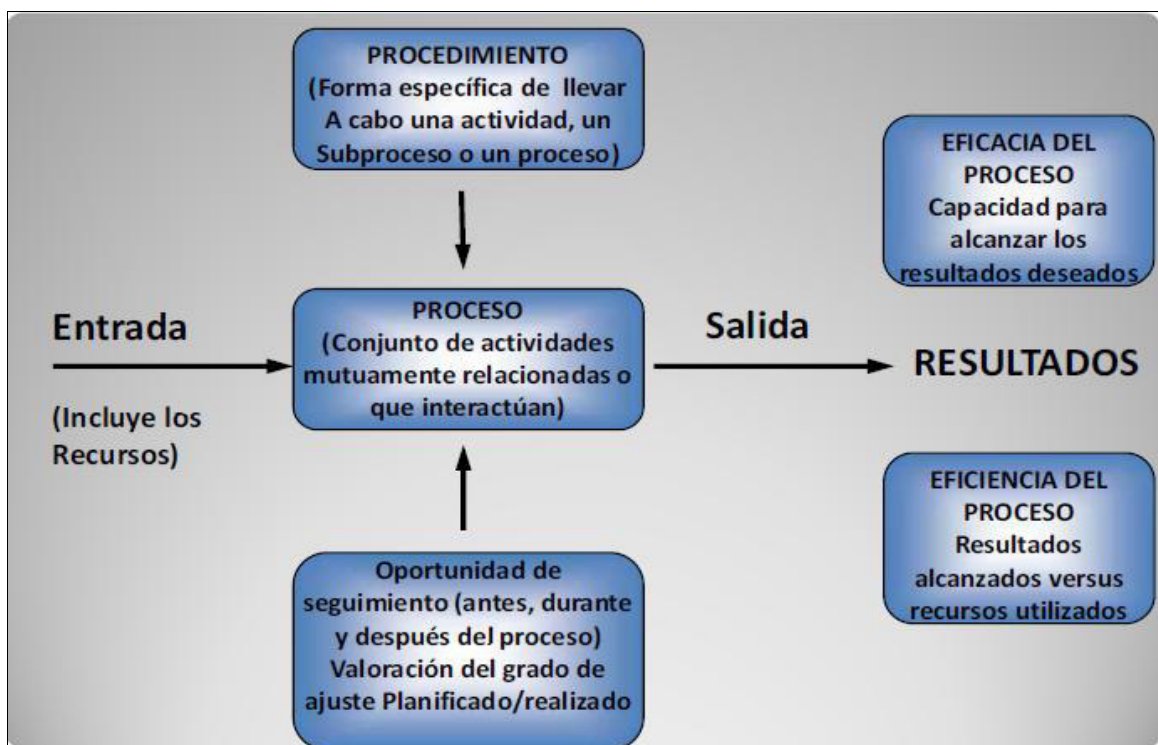 PROCEDIMIENTO
(Forma específica de llevar
A cabo una actividad, un
Subproceso o un proceso)
EFICACIA DEL
PROCESO
Capacidad para
alcanzar los
resultados deseados
Entrada
(Incluye los
Recursos)
PROCESO
(Conjunto de actividades
mutuamente relacionadas o
que interactúan)
Salida
RESULTADOS
Oportunidad de
seguimiento (antes, durante
y después del proceso)
Valoración del grado de
ajuste Planificado/realizado
EFICIENCIA DEL
PROCESO
Resultados
alcanzados versus
recursos utilizados